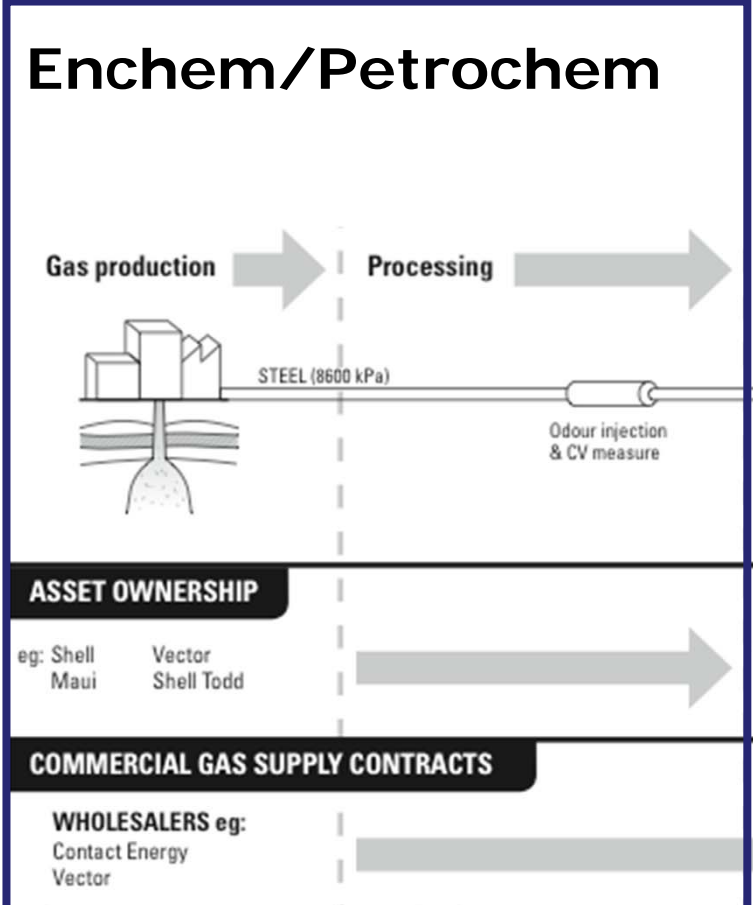 Enchem/Petrochem
Gas production
Processing
STEEL (8600 kPa)
Odour injection
& CV measure
ASSET OWNERSHIP
eg: Shell Vector
Maui Shell Todd
COMMERCIAL GAS SUPPLY CONTRACTS
WHOLESALERS eg:
Contact Energy
Vector